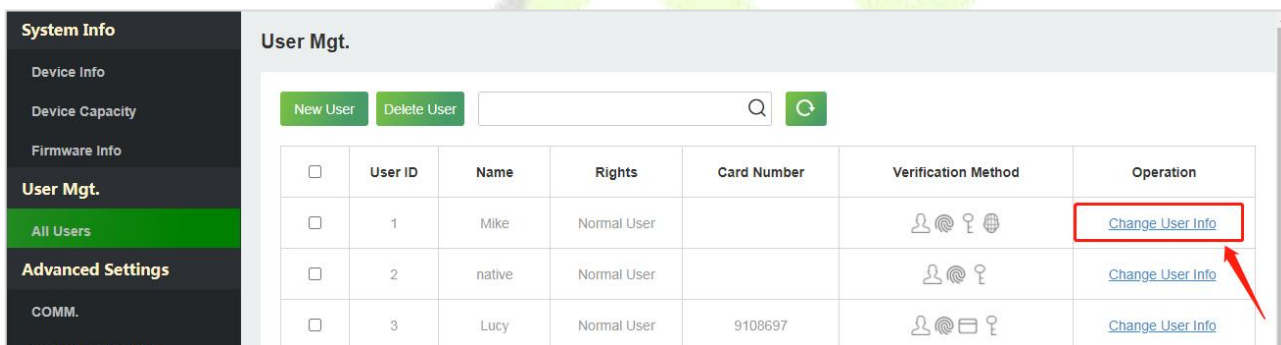 System Info
Device Info
Device Capacity
Firmware Info
User Mgt.
All Users
Advanced Settings
COMM.
User Mgt.
New User Delete User
User ID Name Rights Card Number Verification Method Operation
1 Mike Normal User Change User Info
2 native Normal User Change User Info
3 Lucy Normal User 9108697 Change User Info